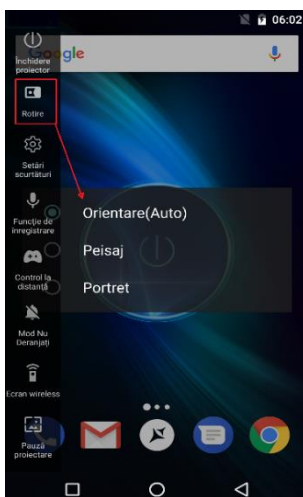 06:02
Google
Închidere
proiector
Rotire
Setări
scurtături
Funcție de
înregistrare
Orientare(Auto)
Peisaj
Portret
Control la
distanță
Mod Nu
Deranjați
Ecran wireless
Pauză
proiectare